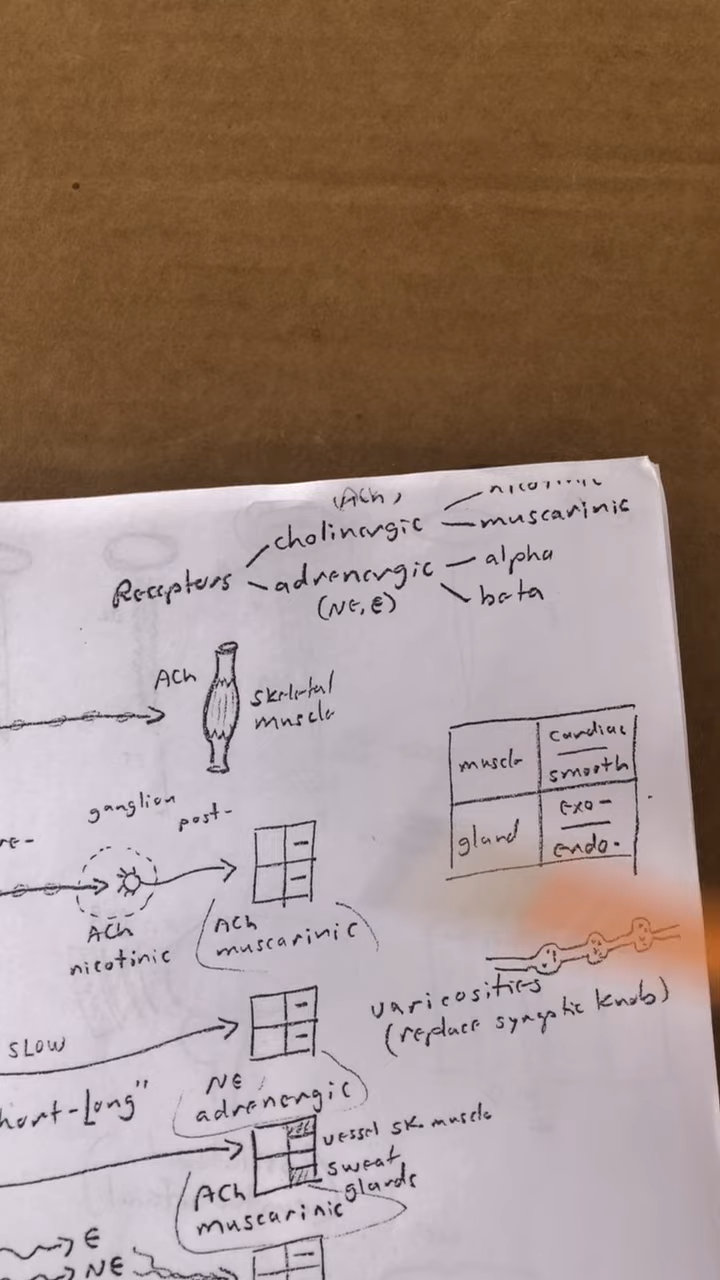 (ACh)
cholinergic
muscarinic
Receptors
adrenergic
alpha
(NE, E)
beta
ACh
skeletal
muscle
muscle
cardiac
smooth
gland
exo-
endo-
ganglion
post-
ACh
nicotinic
ACh
muscarinic
varicosities
(replace synaptic knob)
SLOW
NE
adrenergic
Long"
vessel sk. muscle
sweat
glands
ACh
muscarinic
E
NE